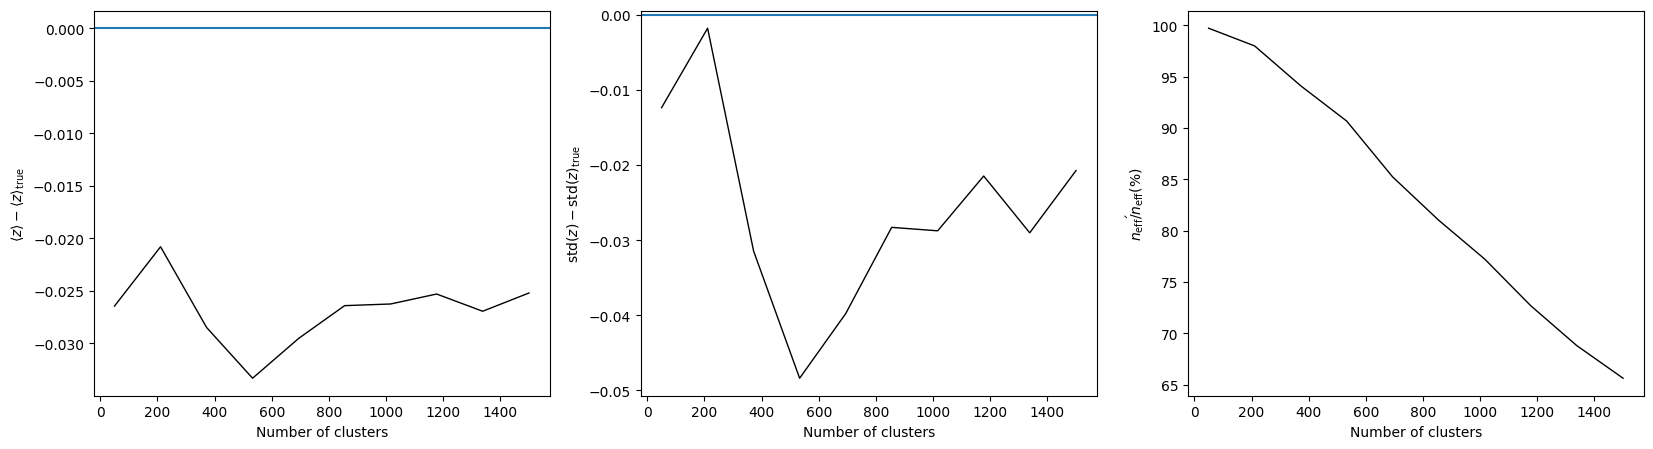 0.000
−0.005
−0.010
−0.015
−0.020
−0.025
−0.030
⟨z⟩ − ⟨z⟩true
0 200 400 600 800 1000 1200 1400
Number of clusters
0.00
−0.01
−0.02
−0.03
−0.04
−0.05
std(z) − std(z)true
0 200 400 600 800 1000 1200 1400
Number of clusters
100
95
90
85
80
75
70
65
n′eff/neff(%)
0 200 400 600 800 1000 1200 1400
Number of clusters